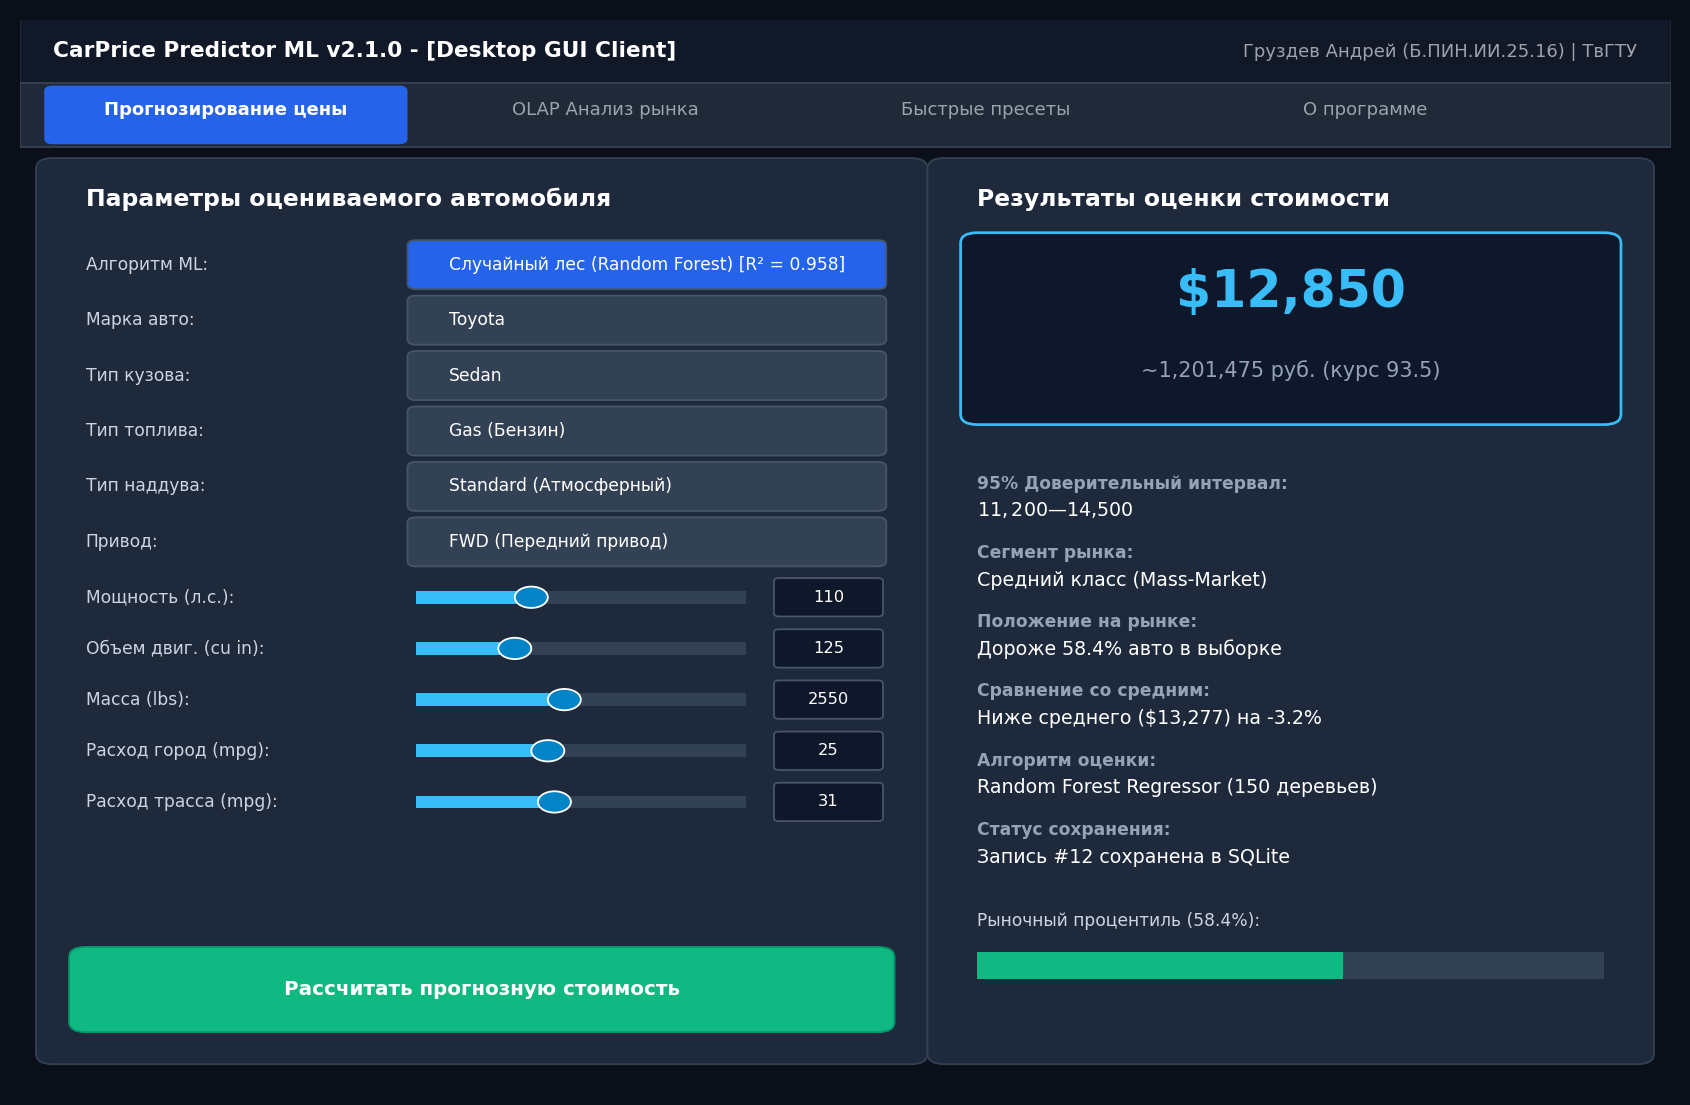 CarPrice Predictor ML v2.1.0 - [Desktop GUI Client]
Груздев Андрей (Б.ПИН.ИИ.25.16) | ТвГТУ
Прогнозирование цены
OLAP Анализ рынка
Быстрые пресеты
О программе
Параметры оцениваемого автомобиля
Алгоритм ML:
Случайный лес (Random Forest) [R² = 0.958]
Марка авто:
Toyota
Тип кузова:
Sedan
Тип топлива:
Gas (Бензин)
Тип наддува:
Standard (Атмосферный)
Привод:
FWD (Передний привод)
Мощность (л.с.):
110
Объем двиг. (cu in):
125
Масса (lbs):
2550
Расход город (mpg):
25
Расход трасса (mpg):
31
Рассчитать прогнозную стоимость
Результаты оценки стоимости
$12,850
~1,201,475 руб. (курс 93.5)
95% Доверительный интервал:
11,200—14,500
Сегмент рынка:
Средний класс (Mass-Market)
Положение на рынке:
Дороже 58.4% авто в выборке
Сравнение со средним:
Ниже среднего ($13,277) на -3.2%
Алгоритм оценки:
Random Forest Regressor (150 деревьев)
Статус сохранения:
Запись #12 сохранена в SQLite
Рыночный процентиль (58.4%):